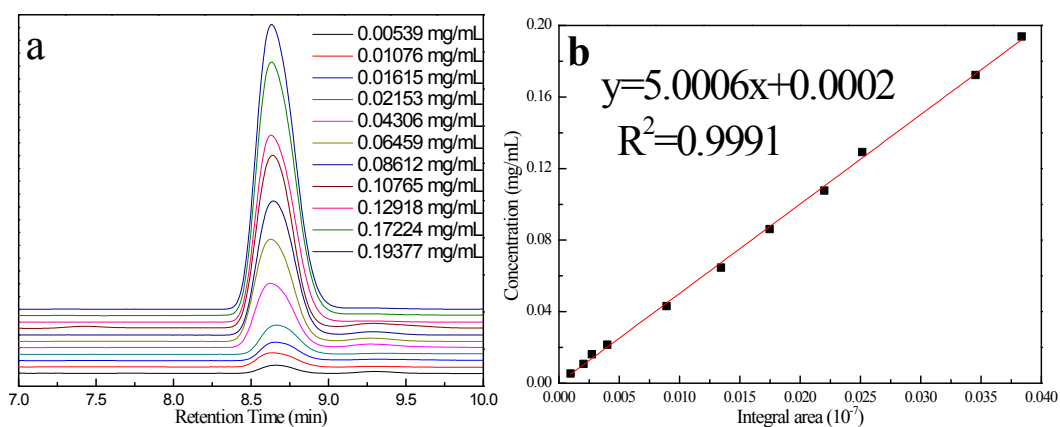 a
0.00539 mg/mL
0.01076 mg/mL
0.01615 mg/mL
0.02153 mg/mL
0.04306 mg/mL
0.06459 mg/mL
0.08612 mg/mL
0.10765 mg/mL
0.12918 mg/mL
0.17224 mg/mL
0.19377 mg/mL
7.0 7.5 8.0 8.5 9.0 9.5 10.0
Retention Time (min)
b
y=5.0006x+0.0002
R²=0.9991
Concentration (mg/mL)
0.20
0.16
0.12
0.08
0.04
0.00
0.000 0.005 0.010 0.015 0.020 0.025 0.030 0.035 0.040
Integral area (10⁻⁷)